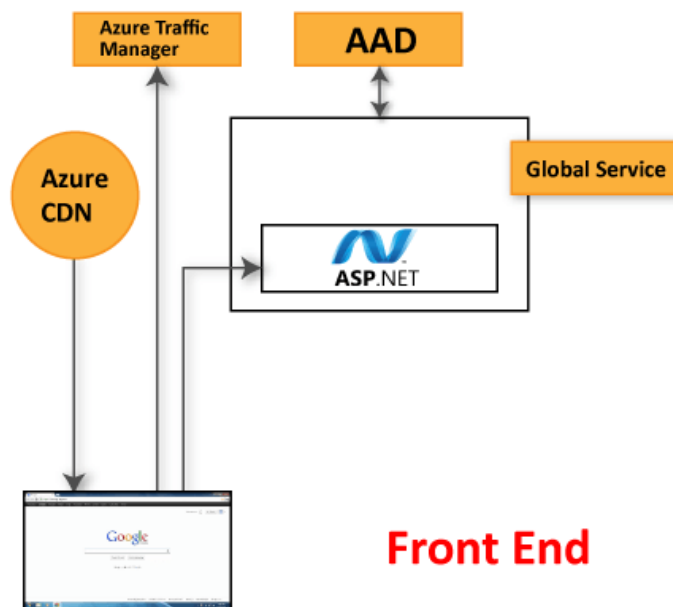 Azure Traffic
Manager
AAD
Azure
CDN
Global Service
ASP.NET
Google
Front End